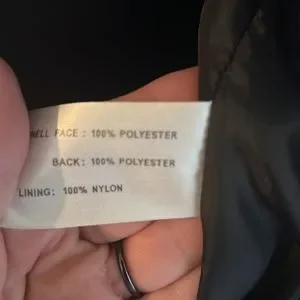 FACE : 100% POLYESTER
BACK: 100% POLYESTER
LINING: 100% NYLON